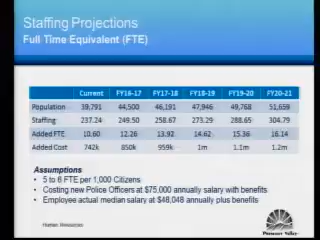 Staffing Projections
Full Time Equivalent (FTE)
Current FY16-17 FY17-18 FY18-19 FY19-20 FY20-21
Population 39,791 44,500 46,191 47,946 49,768 51,659
Staffing 237.24 249.50 258.67 273.29 288.65 304.79
Added FTE 10.60 12.26 13.92 14.62 15.36 16.14
Added Cost 742k 850k 959k 1m 1.1m 1.2m
Assumptions
• 5 to 6 FTE per 1,000 Citizens
• Costing new Police Officers at $75,000 annually salary with benefits
• Employee actual median salary at $48,048 annually plus benefits
Human Resources
Prescott Valley